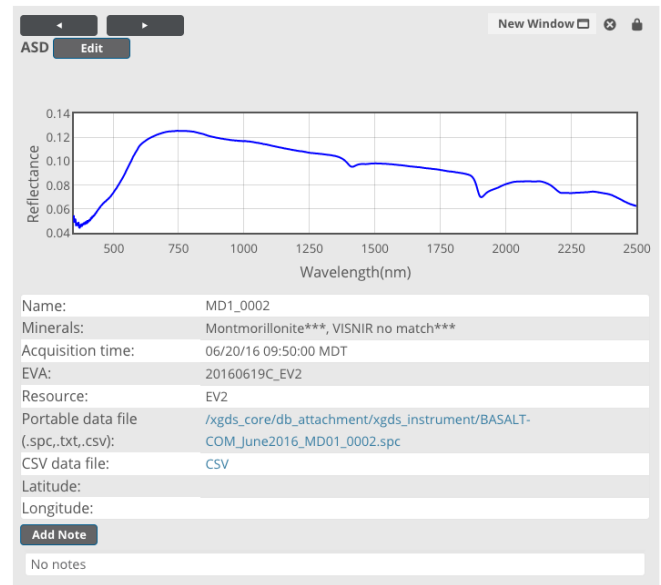 New Window
ASD Edit
0.14
0.12
0.10
0.08
0.06
0.04
Reflectance
500 750 1000 1250 1500 1750 2000 2250 2500
Wavelength(nm)
Name: MD1_0002
Minerals: Montmorillonite***, VISNIR no match***
Acquisition time: 06/20/16 09:50:00 MDT
EVA: 20160619C_EV2
Resource: EV2
Portable data file /xgds_core/db_attachment/xgds_instrument/BASALT-
(.spc,.txt,.csv): COM_June2016_MD01_0002.spc
CSV data file: CSV
Latitude:
Longitude:
Add Note
No notes